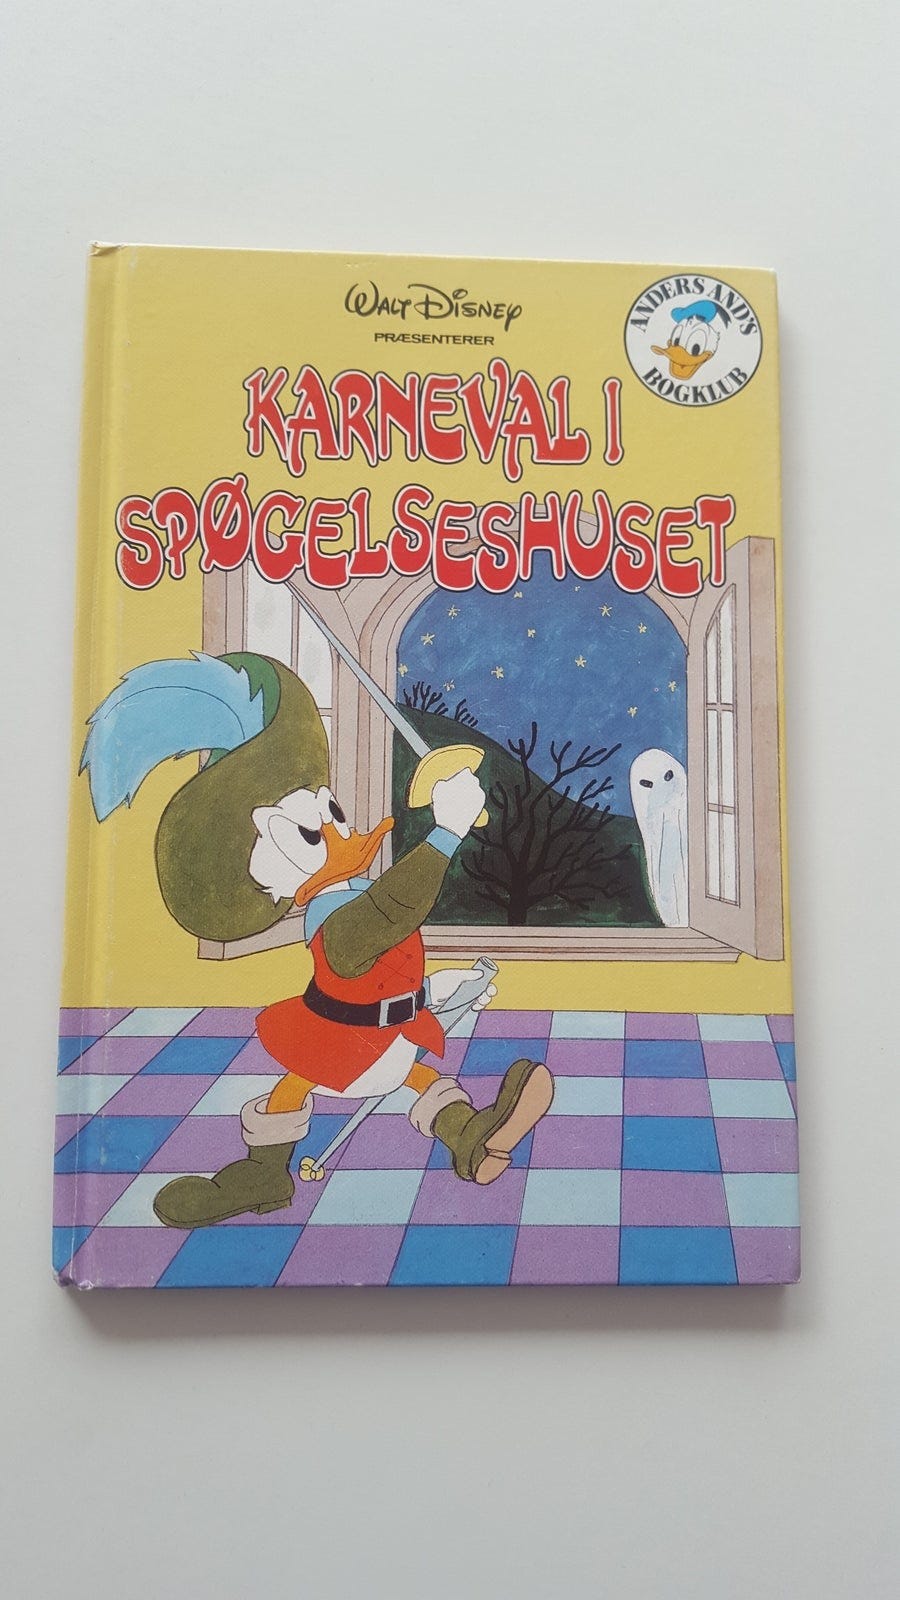 Walt Disney
PRÆSENTERER
ANDERS AND'S
BOGKLUB
KARNEVAL I
SPØGELSESHUSET